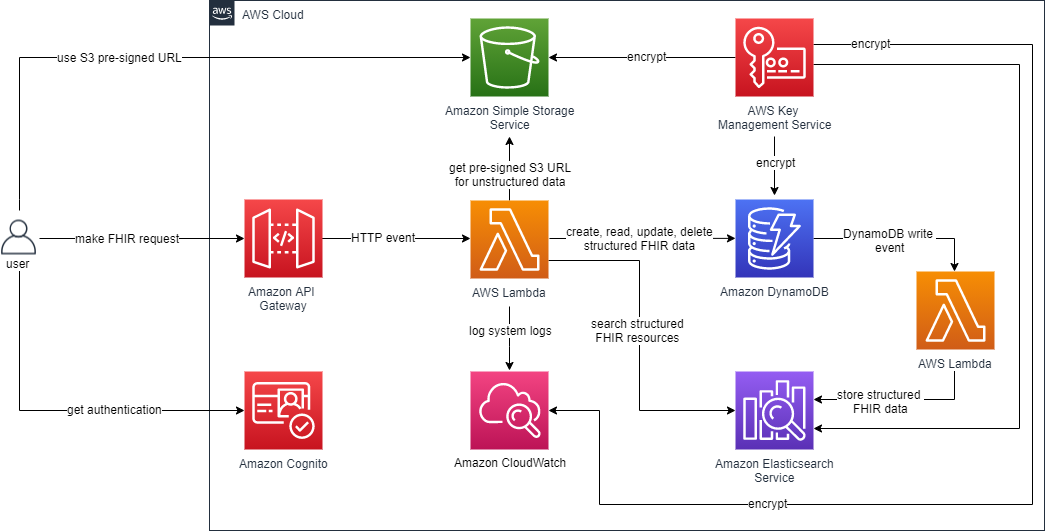 aws
AWS Cloud
use S3 pre-signed URL
encrypt
encrypt
Amazon Simple Storage
Service
AWS Key
Management Service
get pre-signed S3 URL
for unstructured data
encrypt
make FHIR request
HTTP event
create, read, update, delete
structured FHIR data
DynamoDB write
event
user
Amazon API
Gateway
AWS Lambda
Amazon DynamoDB
log system logs
search structured
FHIR resources
AWS Lambda
store structured
FHIR data
get authentication
Amazon Cognito
Amazon CloudWatch
Amazon Elasticsearch
Service
encrypt